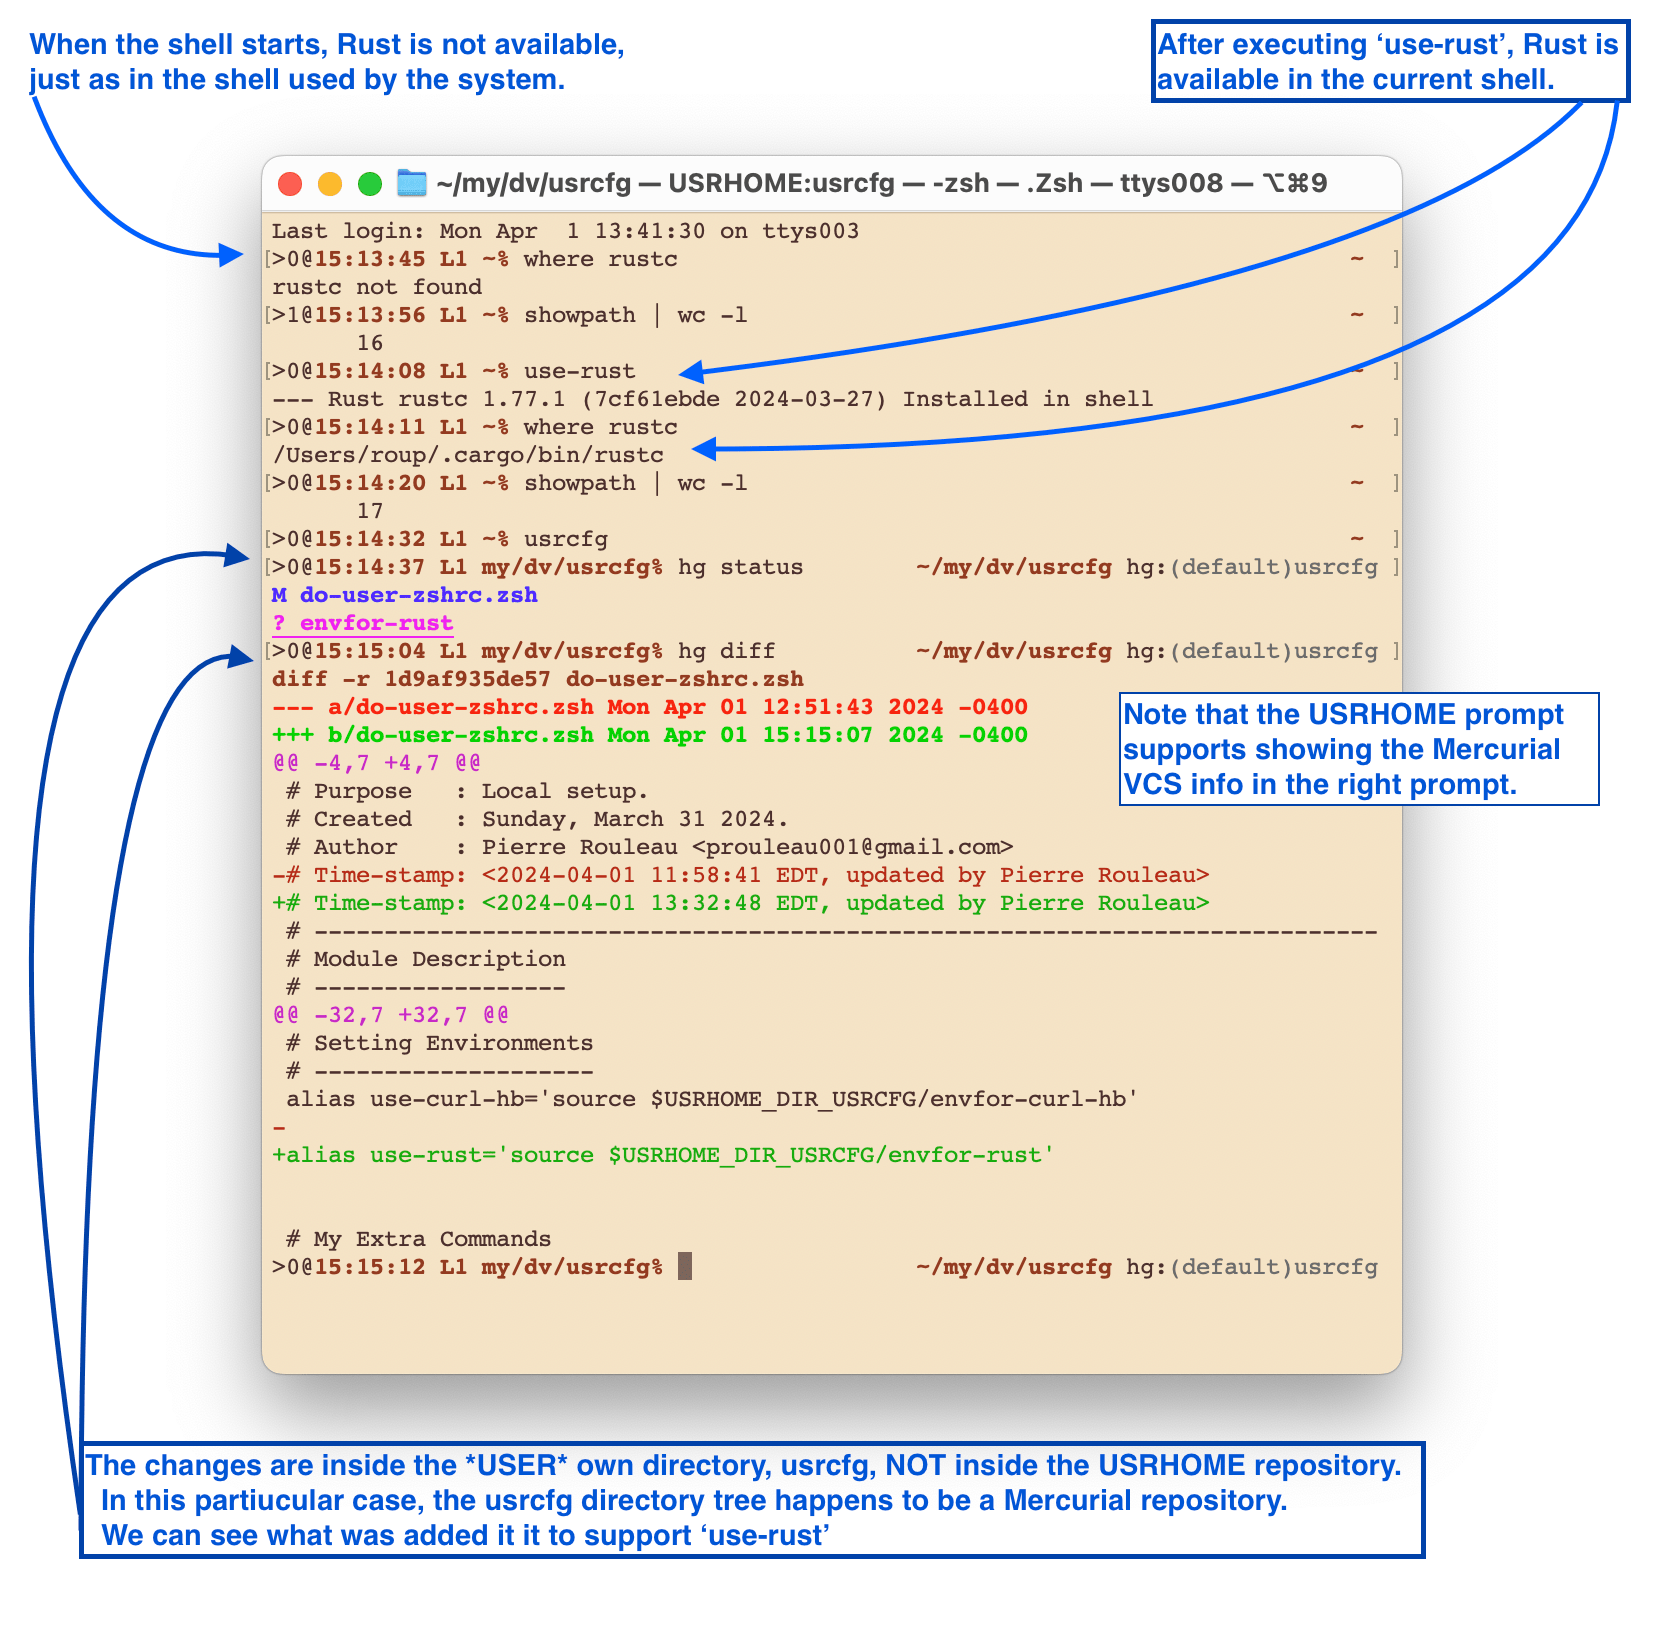 When the shell starts, Rust is not available,
just as in the shell used by the system.
After executing ‘use-rust’, Rust is
available in the current shell.
~/my/dv/usrcfg — USRHOME:usrcfg — -zsh — .Zsh — ttys008 — ⌥⌘9
Last login: Mon Apr  1 13:41:30 on ttys003
[>0@15:13:45 L1 ~% where rustc ~ ]
rustc not found
[>1@15:13:56 L1 ~% showpath | wc -l ~ ]
      16
[>0@15:14:08 L1 ~% use-rust ~ ]
--- Rust rustc 1.77.1 (7cf61ebde 2024-03-27) Installed in shell
[>0@15:14:11 L1 ~% where rustc ~ ]
/Users/roup/.cargo/bin/rustc
[>0@15:14:20 L1 ~% showpath | wc -l ~ ]
      17
[>0@15:14:32 L1 ~% usrcfg ~ ]
[>0@15:14:37 L1 my/dv/usrcfg% hg status ~/my/dv/usrcfg hg:(default)usrcfg ]
M do-user-zshrc.zsh
? envfor-rust
[>0@15:15:04 L1 my/dv/usrcfg% hg diff ~/my/dv/usrcfg hg:(default)usrcfg ]
diff -r 1d9af935de57 do-user-zshrc.zsh
--- a/do-user-zshrc.zsh Mon Apr 01 12:51:43 2024 -0400
+++ b/do-user-zshrc.zsh Mon Apr 01 15:15:07 2024 -0400
@@ -4,7 +4,7 @@
 # Purpose   : Local setup.
 # Created   : Sunday, March 31 2024.
 # Author    : Pierre Rouleau <prouleau001@gmail.com>
-# Time-stamp: <2024-04-01 11:58:41 EDT, updated by Pierre Rouleau>
+# Time-stamp: <2024-04-01 13:32:48 EDT, updated by Pierre Rouleau>
 # ----------------------------------------------------------------------------
 # Module Description
 # ------------------
@@ -32,7 +32,7 @@
 # Setting Environments
 # --------------------
 alias use-curl-hb='source $USRHOME_DIR_USRCFG/envfor-curl-hb'
-
+alias use-rust='source $USRHOME_DIR_USRCFG/envfor-rust'
 # My Extra Commands
>0@15:15:12 L1 my/dv/usrcfg% ~/my/dv/usrcfg hg:(default)usrcfg
Note that the USRHOME prompt
supports showing the Mercurial
VCS info in the right prompt.
The changes are inside the *USER* own directory, usrcfg, NOT inside the USRHOME repository.
In this partiucular case, the usrcfg directory tree happens to be a Mercurial repository.
We can see what was added it it to support ‘use-rust’